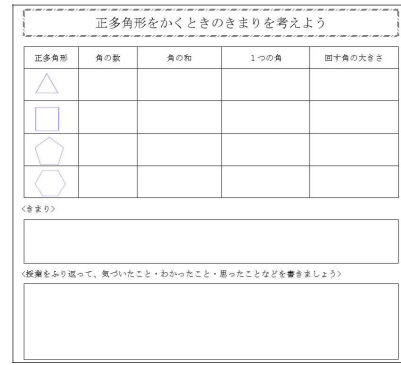 正多角形をかくときのきまりを考えよう
正多角形 角の数 角の和 1つの角 回す角の大きさ
<きまり>
<授業をふり返って、気づいたこと・わかったこと・思ったことなどを書きましょう>